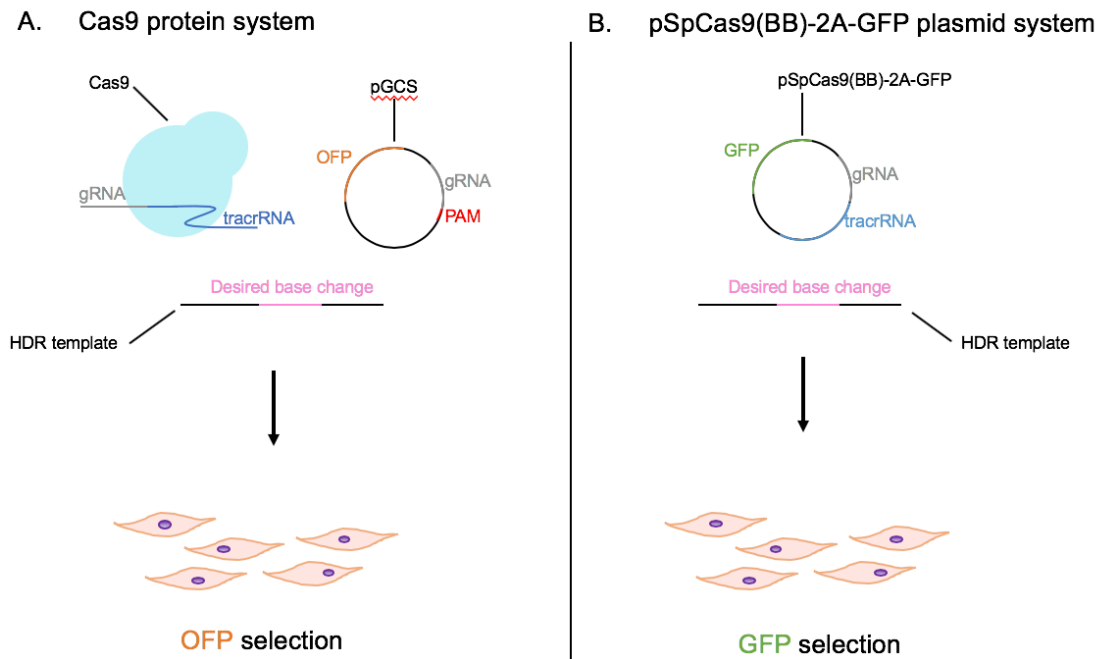 A. Cas9 protein system
Cas9
pGCS
OFP
gRNA
gRNA
PAM
tracrRNA
Desired base change
HDR template
OFP selection
B. pSpCas9(BB)-2A-GFP plasmid system
pSpCas9(BB)-2A-GFP
GFP
gRNA
tracrRNA
Desired base change
HDR template
GFP selection